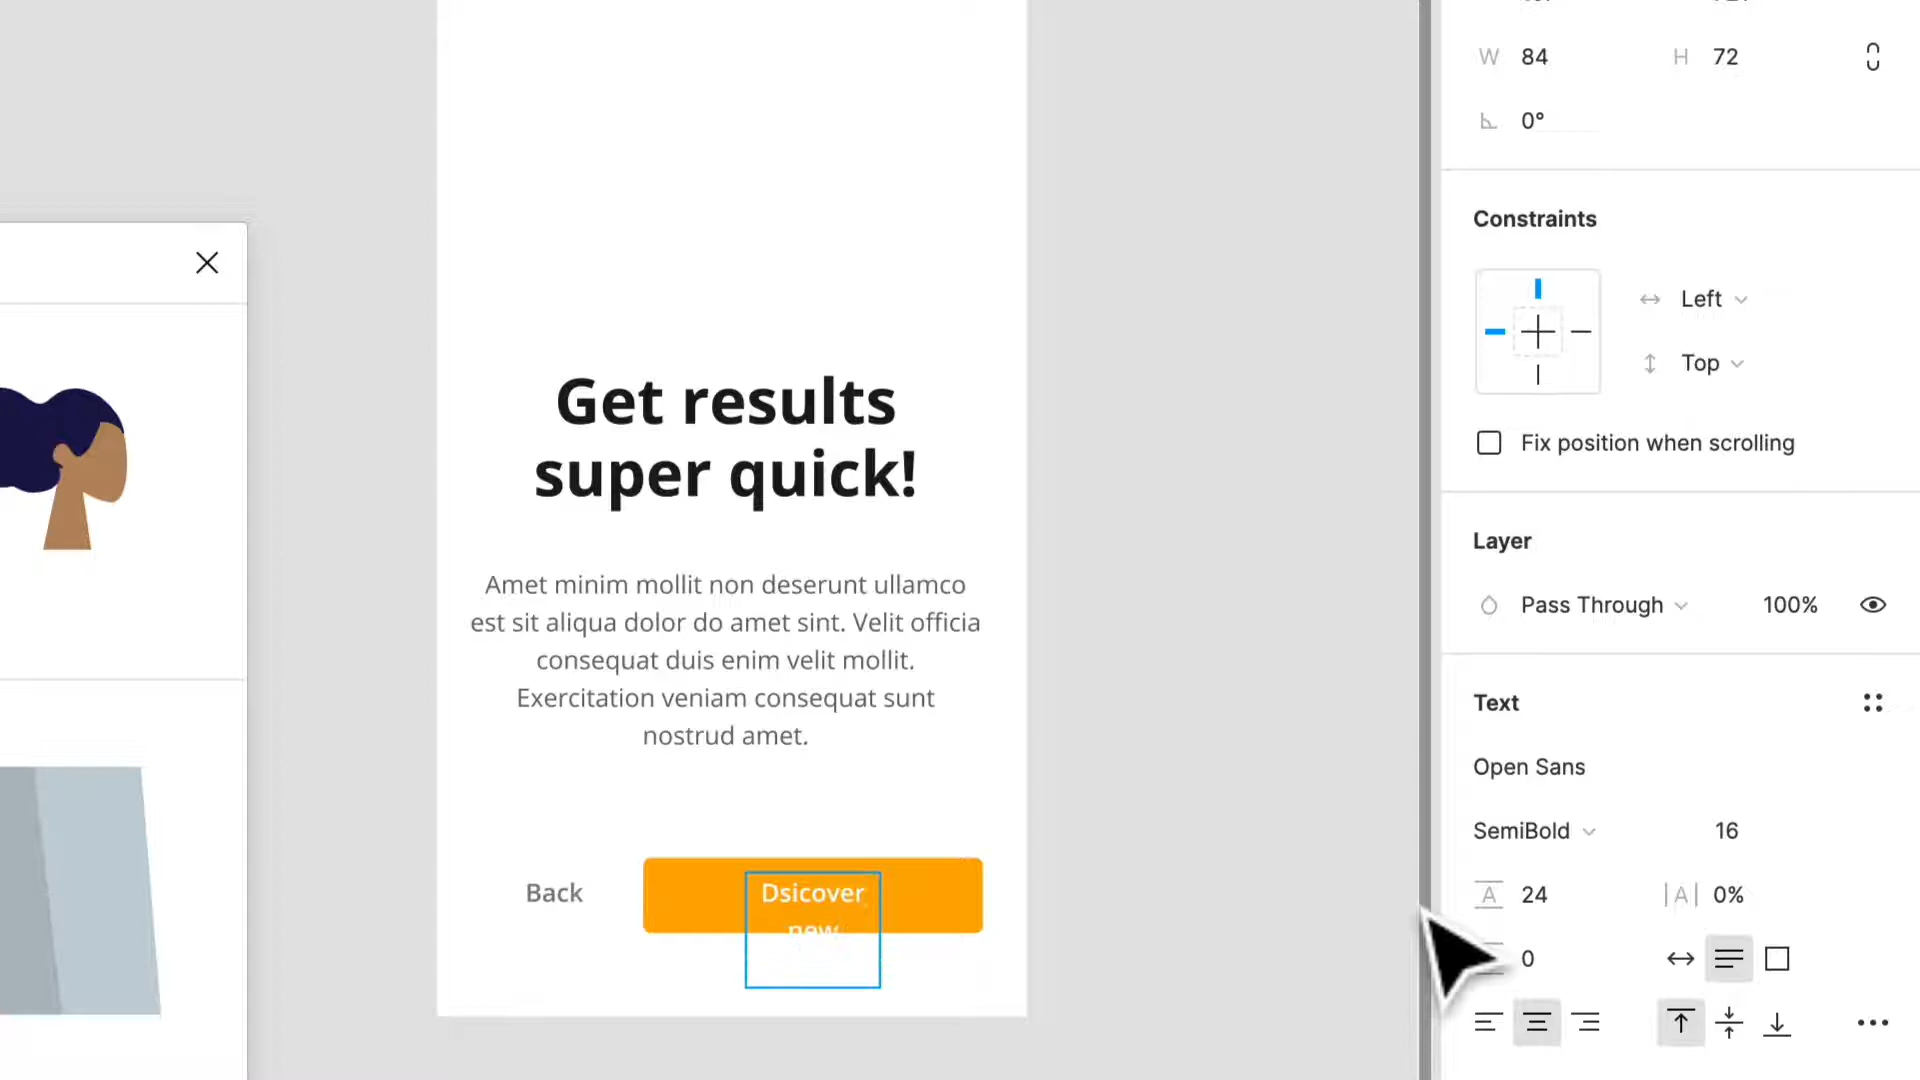 W 84 H 72
0°
Constraints
Left
Top
Fix position when scrolling
Get results
super quick!
Layer
Amet minim mollit non deserunt ullamco
est sit aliqua dolor do amet sint. Velit officia
consequat duis enim velit mollit.
Exercitation veniam consequat sunt
nostrud amet.
Pass Through 100%
Text
Open Sans
SemiBold 16
Back
Dsicover
new
A 24 |A| 0%
0